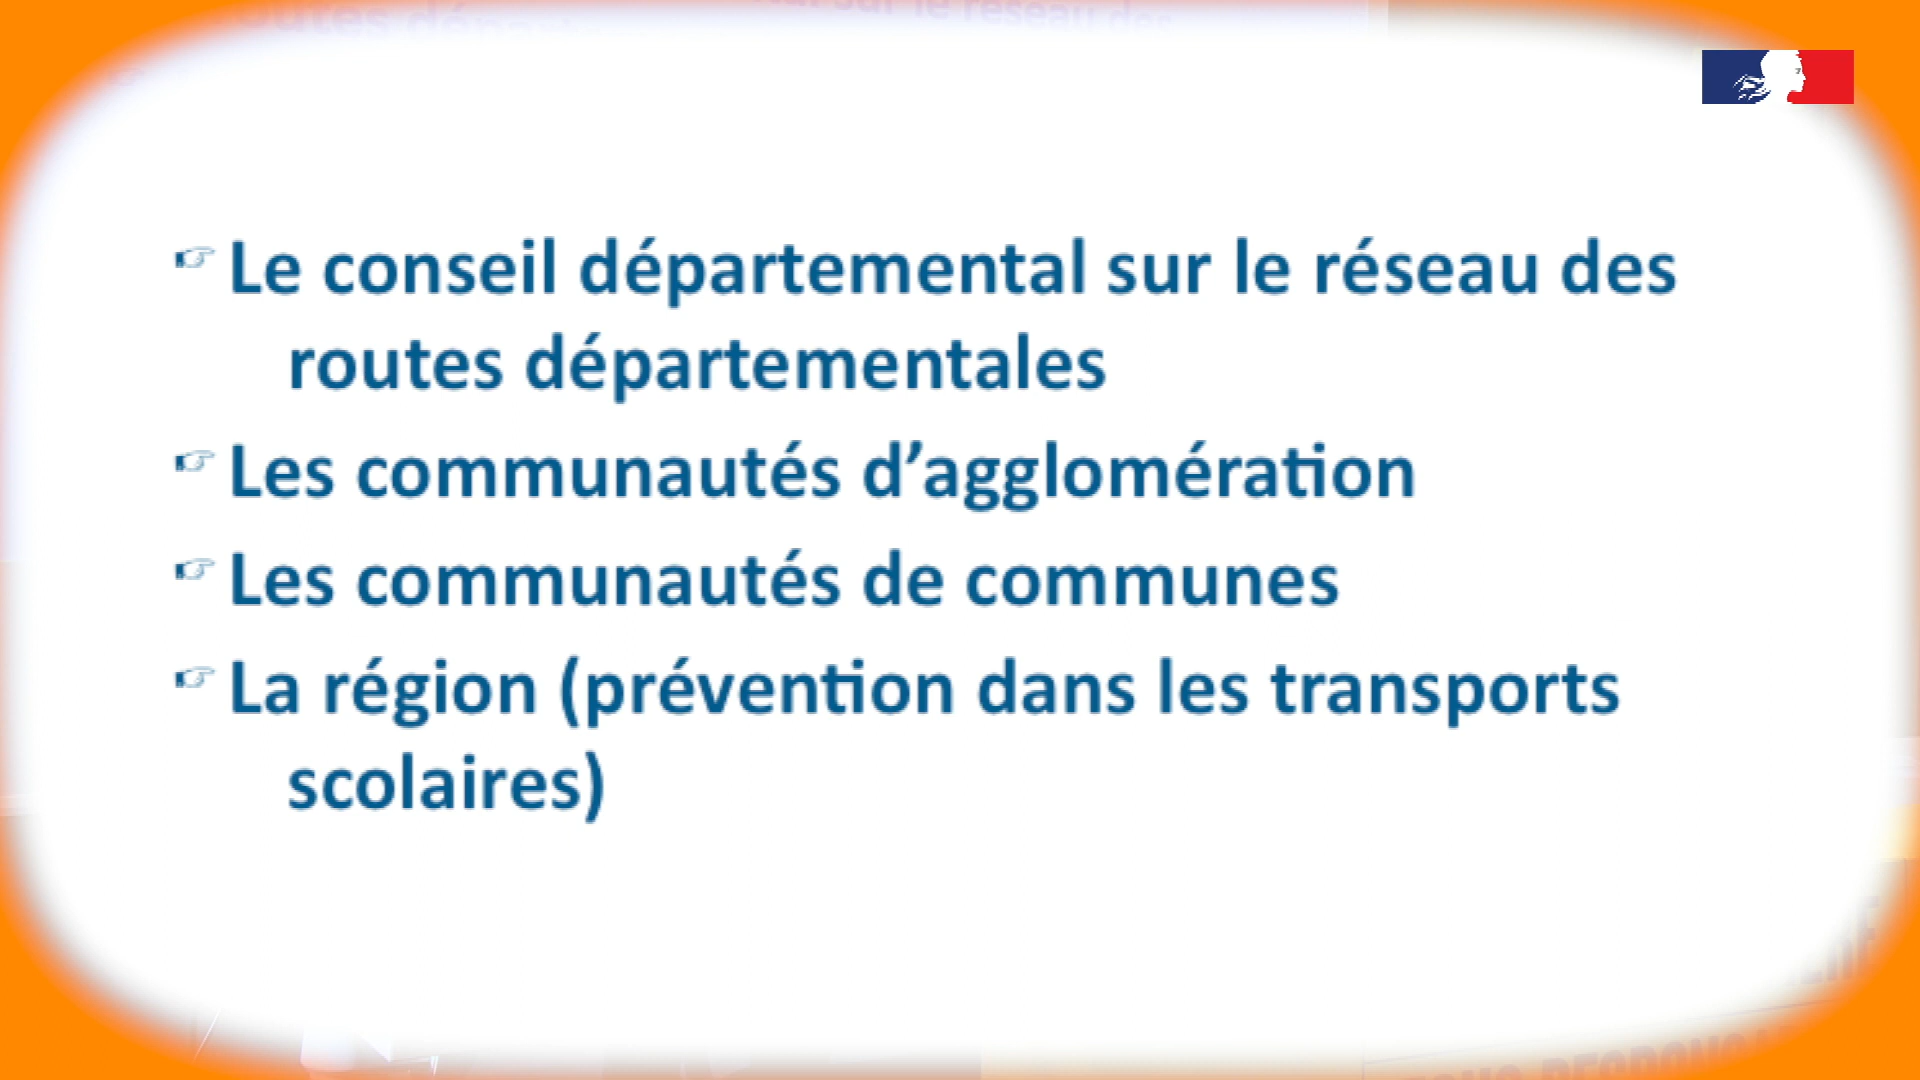 Le conseil départemental sur le réseau des
routes départementales
Les communautés d’agglomération
Les communautés de communes
La région (prévention dans les transports
scolaires)